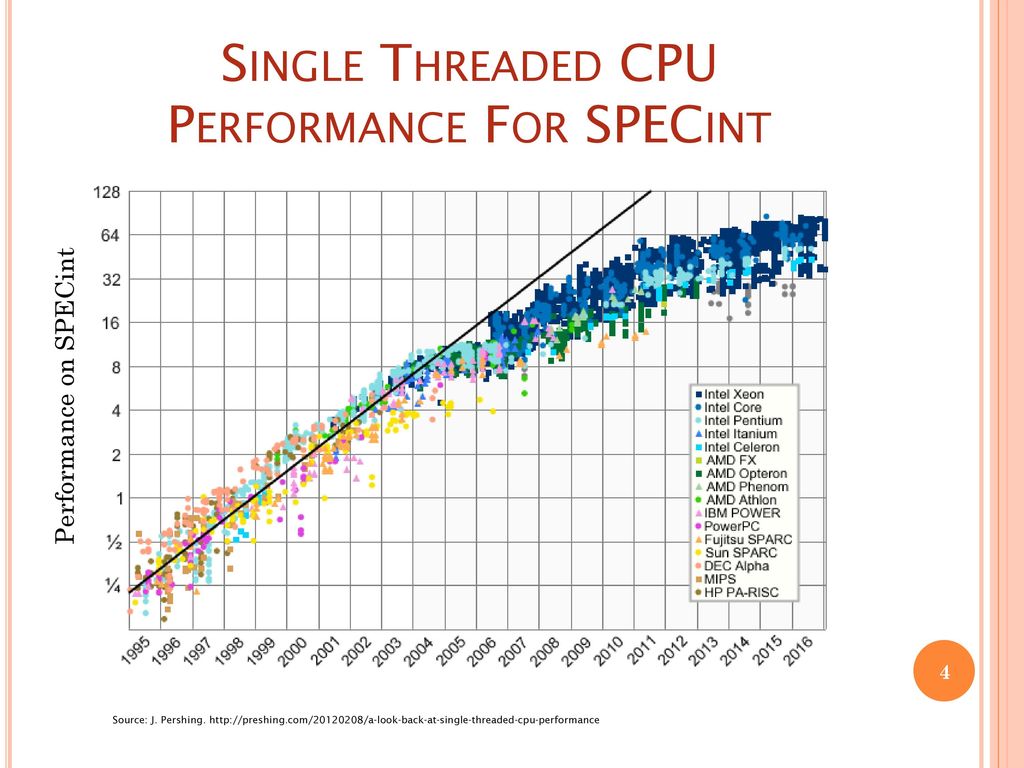 SINGLE THREADED CPU
PERFORMANCE FOR SPECINT
Performance on SPECint
128
64
32
16
8
4
2
1
½
¼
1995 1996 1997 1998 1999 2000 2001 2002 2003 2004 2005 2006 2007 2008 2009 2010 2011 2012 2013 2014 2015 2016
Intel Xeon
Intel Core
Intel Pentium
Intel Itanium
Intel Celeron
AMD FX
AMD Opteron
AMD Phenom
AMD Athlon
IBM POWER
PowerPC
Fujitsu SPARC
Sun SPARC
DEC Alpha
MIPS
HP PA-RISC
4
Source: J. Pershing. http://preshing.com/20120208/a-look-back-at-single-threaded-cpu-performance